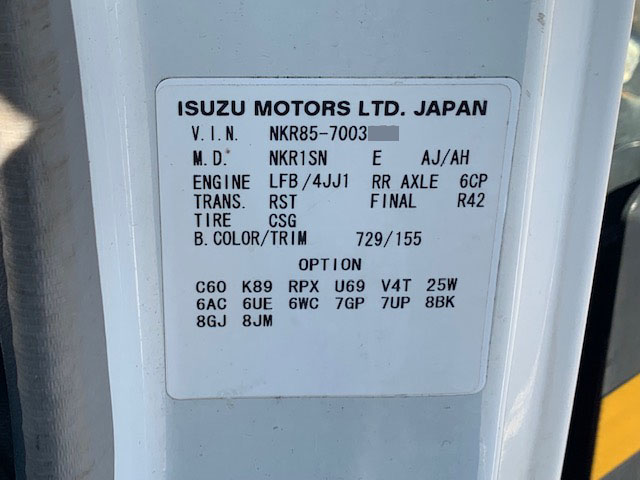 ISUZU MOTORS LTD. JAPAN
V.I.N. NKR85-7003
M.D. NKR1SN E AJ/AH
ENGINE LFB/4JJ1 RR AXLE 6CP
TRANS. RST FINAL R42
TIRE CSG
B.COLOR/TRIM 729/155
OPTION
C60 K89 RPX U69 V4T 25W
6AC 6UE 6WC 7GP 7UP 8BK
8GJ 8JM